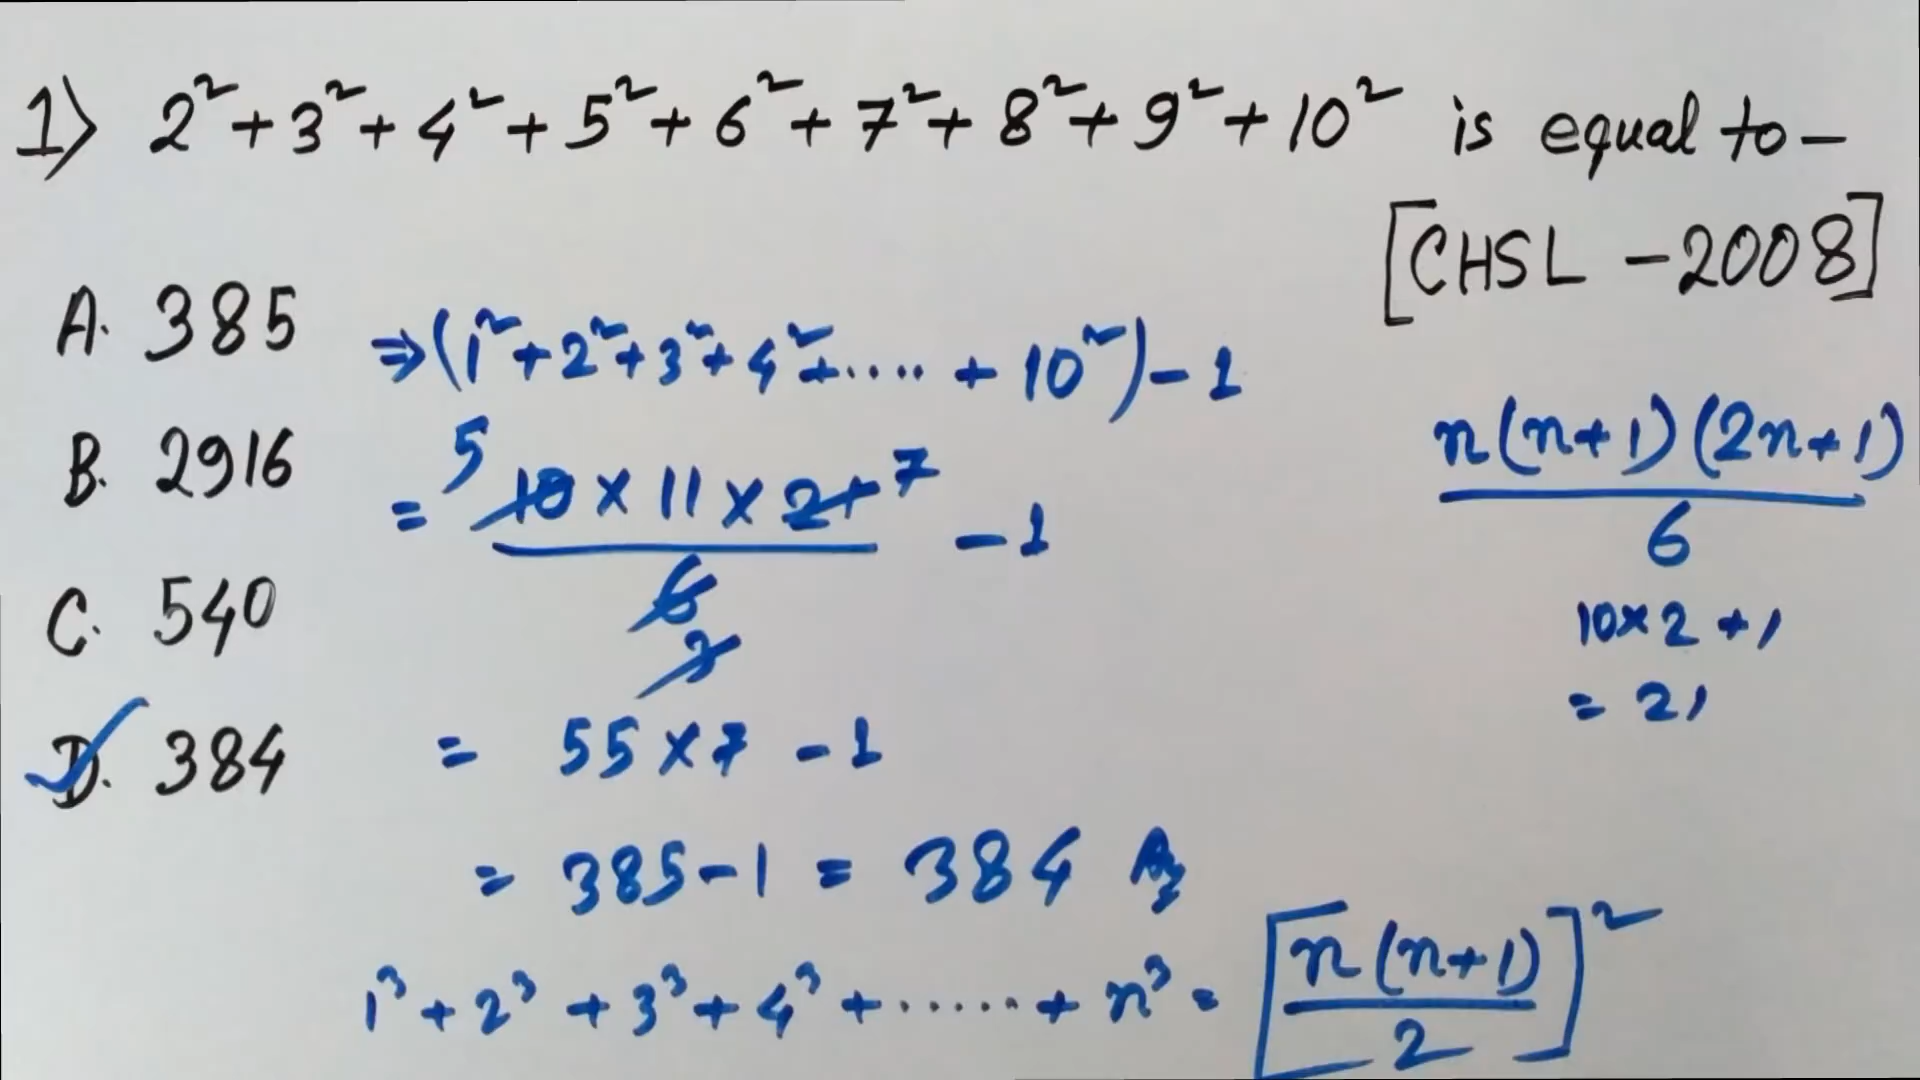 1) 2² + 3² + 4² + 5² + 6² + 7² + 8² + 9² + 10² is equal to –
[CHSL – 2008]
A. 385
B. 2916
C. 540
D. 384
⇒ (1² + 2² + 3² + 4² + .... + 10²) – 1
= 5 10 × 11 × 21 7 – 1
6
2
= 55 × 7 – 1
= 385 – 1 = 384 Ans
n(n+1)(2n+1)
6
10×2 +1
= 21
1³ + 2³ + 3³ + 4³ + ...... + n³ = [n(n+1)/2]²